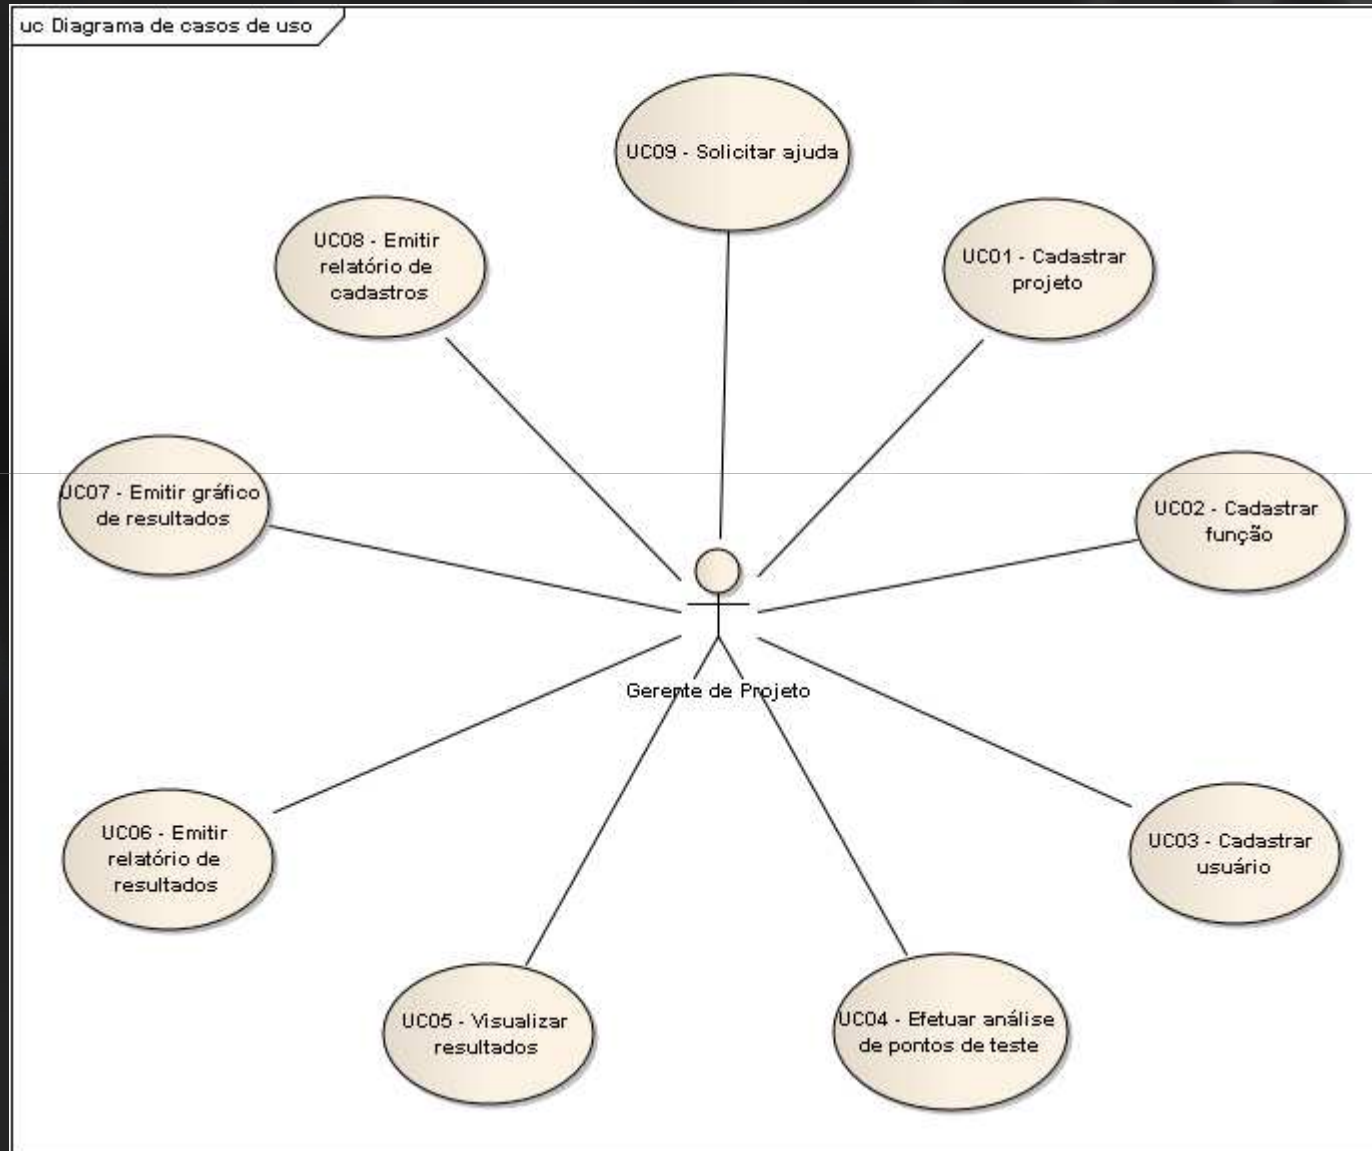 uc Diagrama de casos de uso
UC09 - Solicitar ajuda
UC08 - Emitir
relatório de
cadastros
UC01 - Cadastrar
projeto
UC07 - Emitir gráfico
de resultados
UC02 - Cadastrar
função
Gerente de Projeto
UC06 - Emitir
relatório de
resultados
UC03 - Cadastrar
usuário
UC05 - Visualizar
resultados
UC04 - Efetuar análise
de pontos de teste